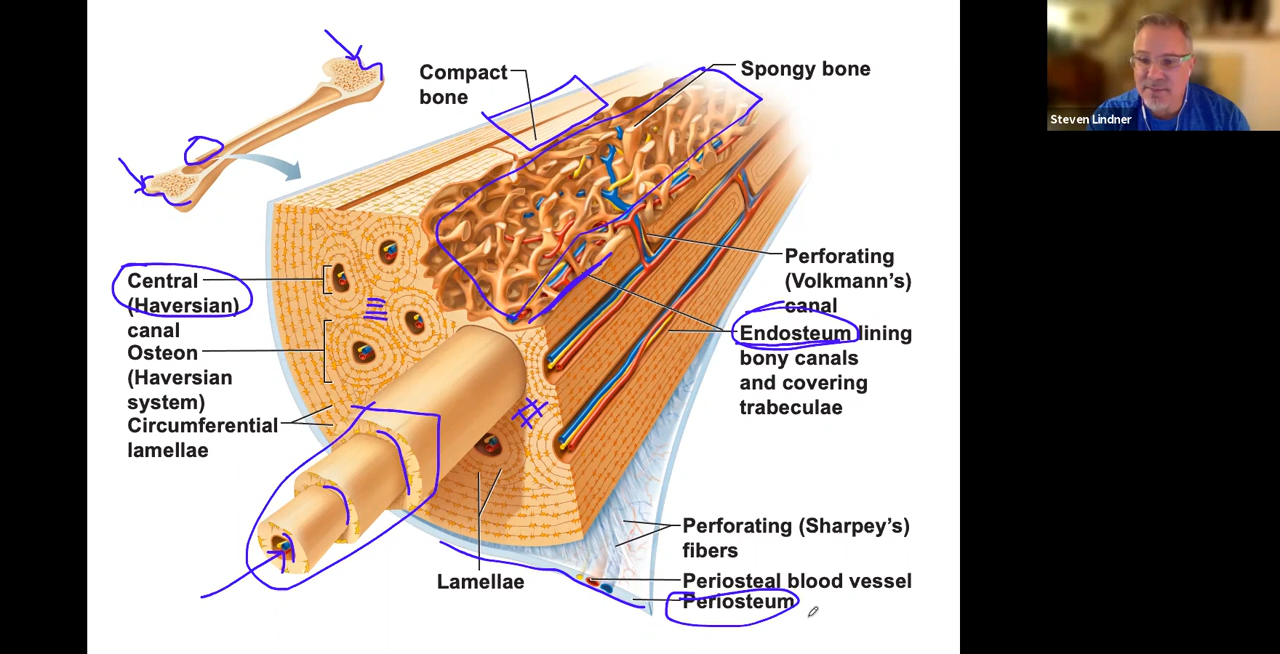 Compact
bone
Spongy bone
Steven Lindner
Central
(Haversian)
canal
Osteon
(Haversian
system)
Circumferential
lamellae
Perforating
(Volkmann's)
canal
Endosteum lining
bony canals
and covering
trabeculae
Perforating (Sharpey's)
fibers
Lamellae
Periosteal blood vessel
Periosteum